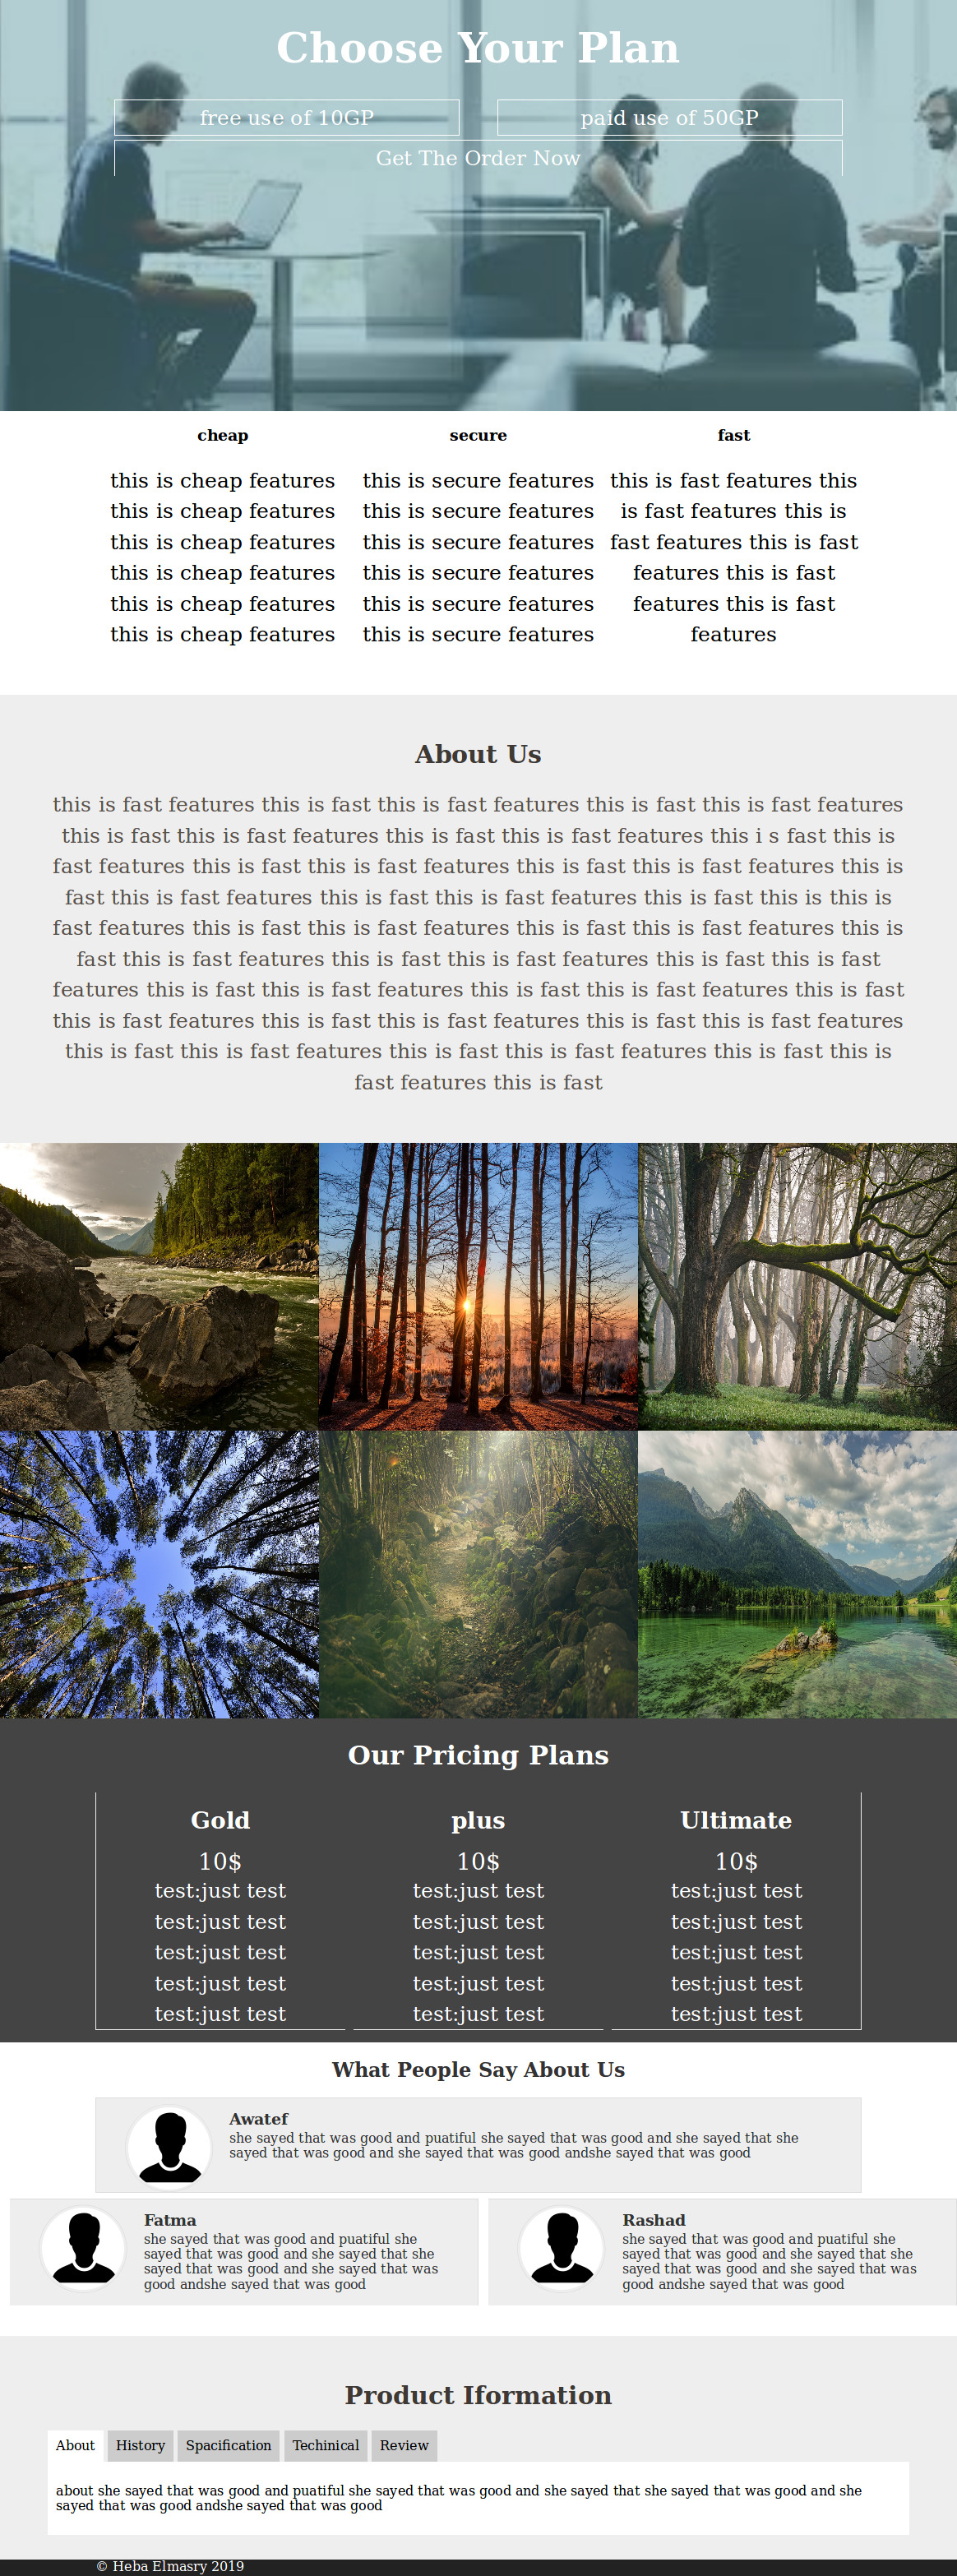 Choose Your Plan
free use of 10GP
paid use of 50GP
Get The Order Now
cheap
this is cheap features
this is cheap features
this is cheap features
this is cheap features
this is cheap features
this is cheap features
secure
this is secure features
this is secure features
this is secure features
this is secure features
this is secure features
this is secure features
fast
this is fast features this
is fast features this is
fast features this is fast
features this is fast
features this is fast
features
About Us
this is fast features this is fast this is fast features this is fast this is fast features
this is fast this is fast features this is fast this is fast features this i s fast this is
fast features this is fast this is fast features this is fast this is fast features this is
fast this is fast features this is fast this is fast features this is fast this is this is
fast features this is fast this is fast features this is fast this is fast features this is
fast this is fast features this is fast this is fast features this is fast this is fast
features this is fast this is fast features this is fast this is fast features this is fast
this is fast features this is fast this is fast features this is fast this is fast features
this is fast this is fast features this is fast this is fast features this is fast this is
fast features this is fast
Our Pricing Plans
Gold
10$
test:just test
test:just test
test:just test
test:just test
test:just test
plus
10$
test:just test
test:just test
test:just test
test:just test
test:just test
Ultimate
10$
test:just test
test:just test
test:just test
test:just test
test:just test
What People Say About Us
Awatef
she sayed that was good and puatiful she sayed that was good and she sayed that she
sayed that was good and she sayed that was good andshe sayed that was good
Fatma
she sayed that was good and puatiful she
sayed that was good and she sayed that she
sayed that was good and she sayed that was
good andshe sayed that was good
Rashad
she sayed that was good and puatiful she
sayed that was good and she sayed that she
sayed that was good and she sayed that was
good andshe sayed that was good
Product Iformation
About History Spacification Techinical Review
about she sayed that was good and puatiful she sayed that was good and she sayed that she sayed that was good and she
sayed that was good andshe sayed that was good
© Heba Elmasry 2019